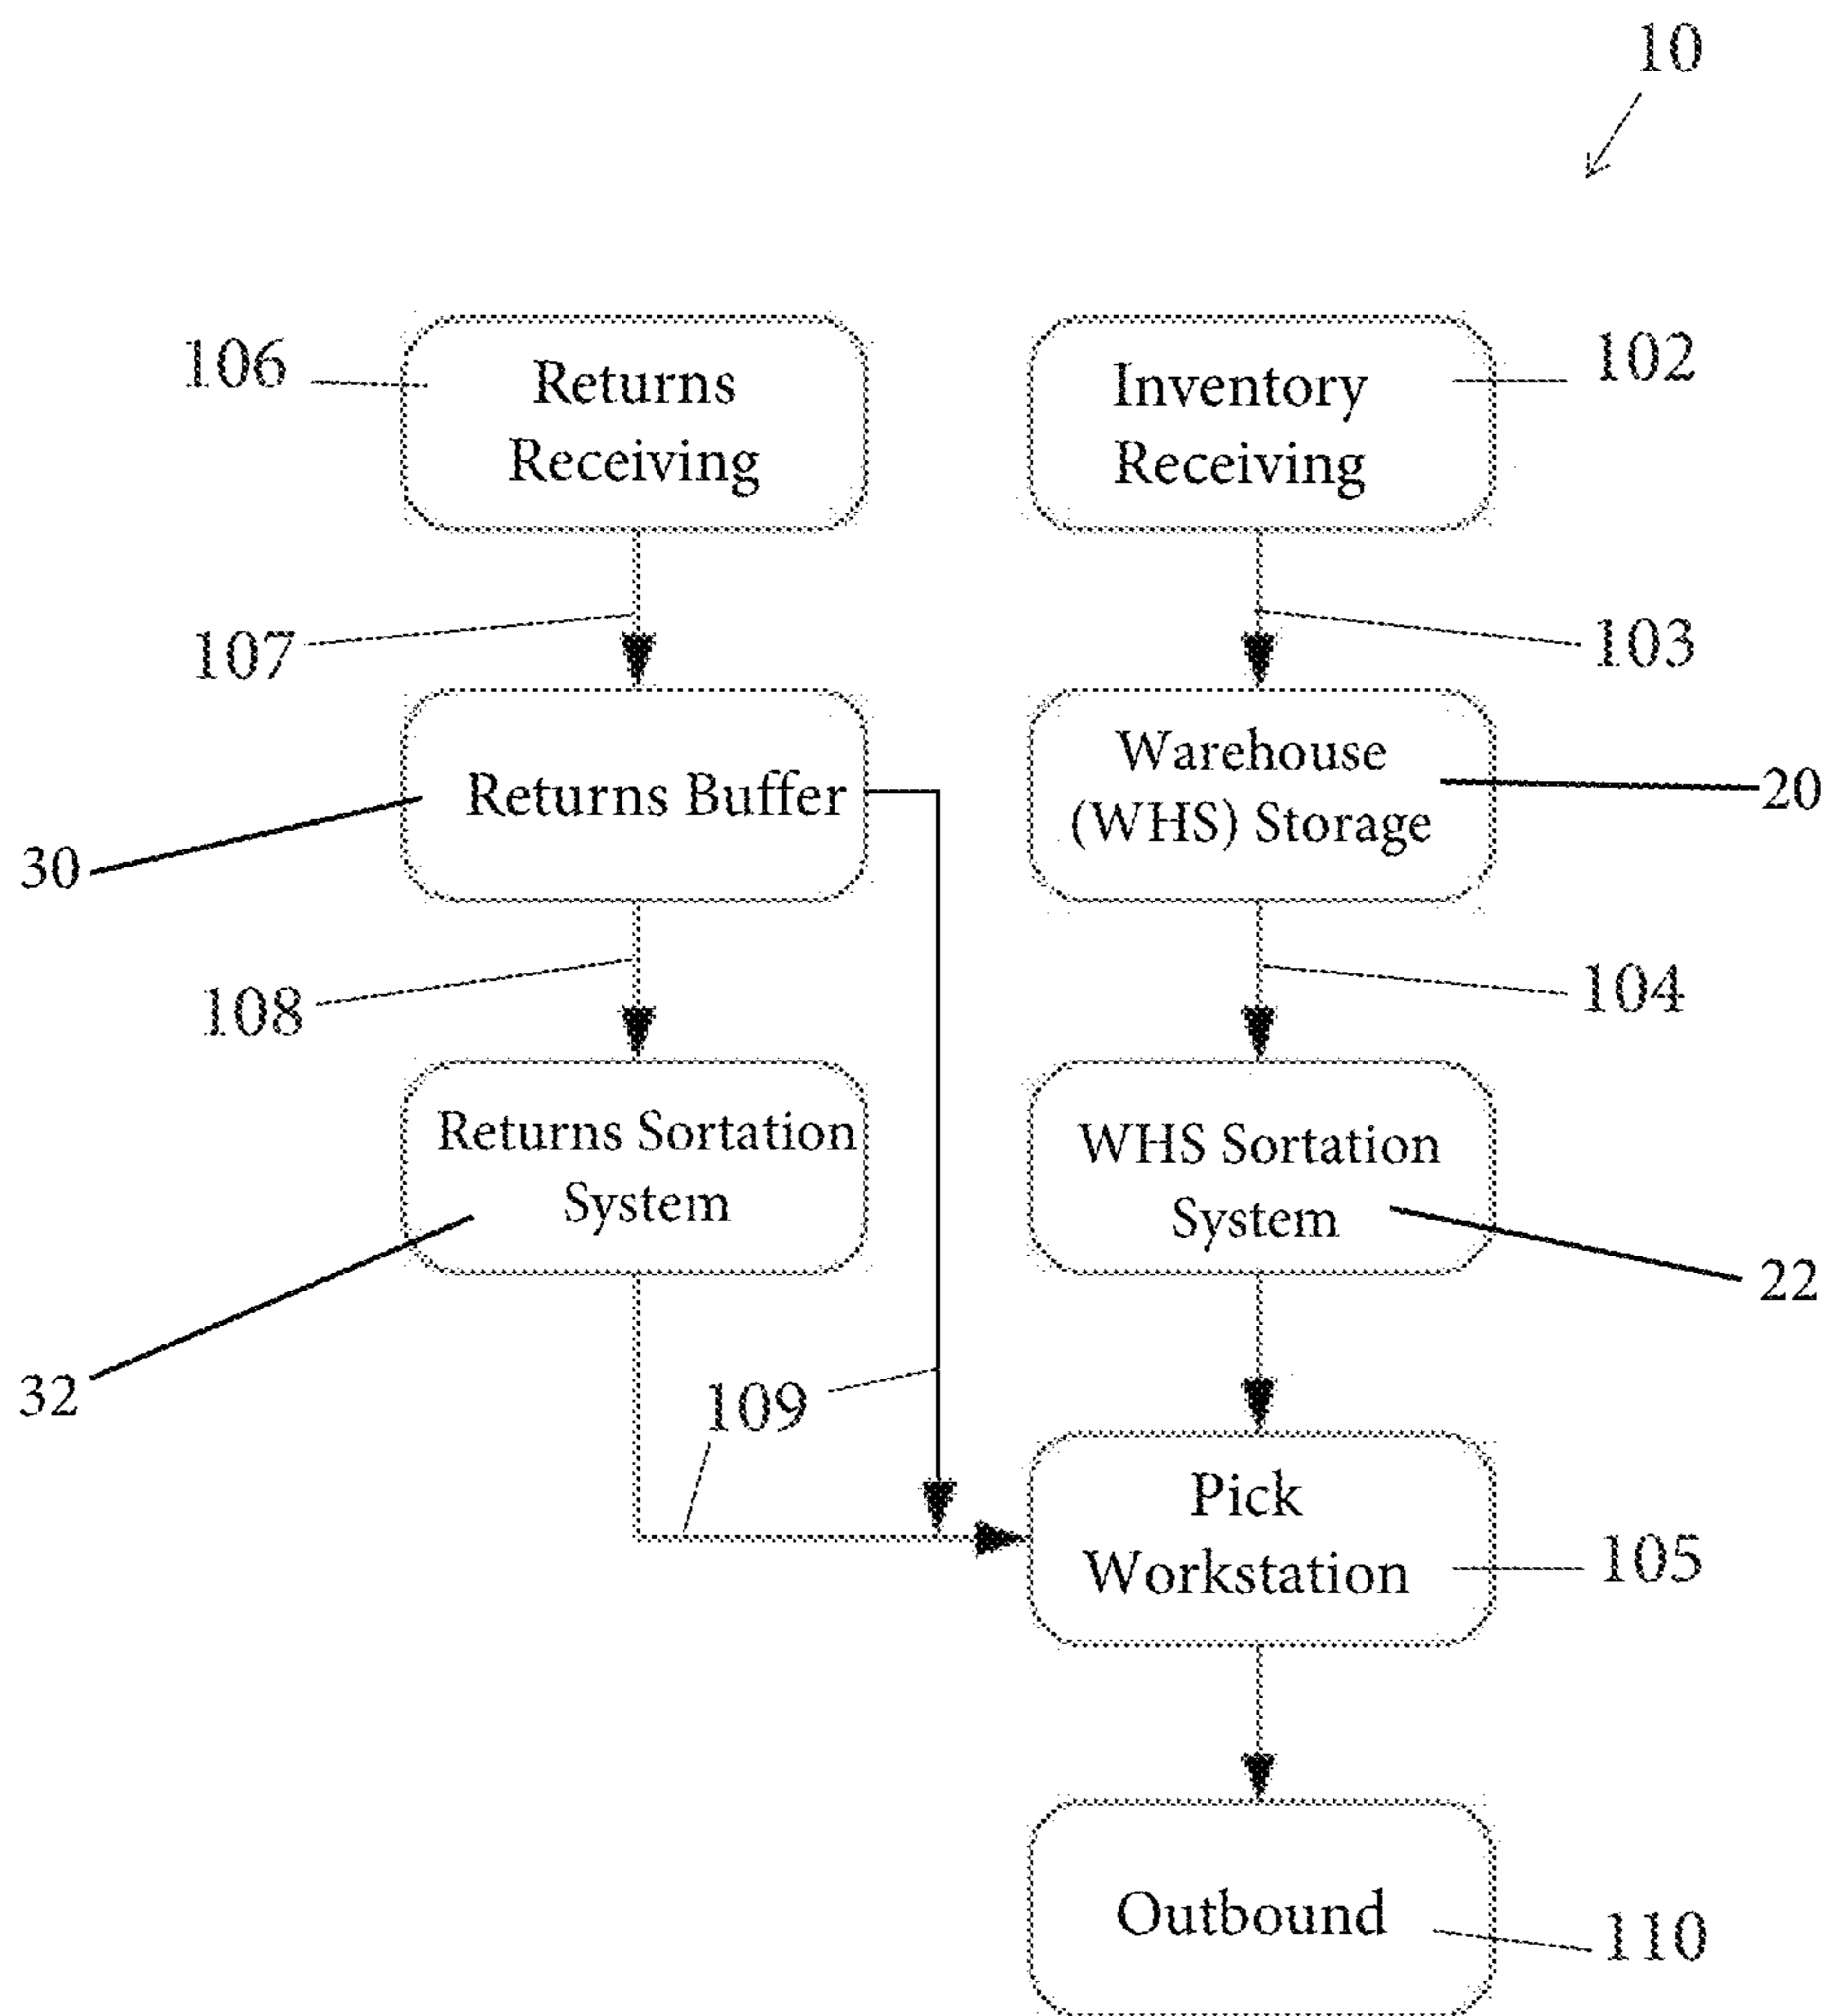 10
106
Returns
Receiving
Inventory
Receiving
102
107
103
30
Returns Buffer
Warehouse
(WHS) Storage
20
108
104
Returns Sortation
System
WHS Sortation
System
32
22
109
Pick
Workstation
105
Outbound
110